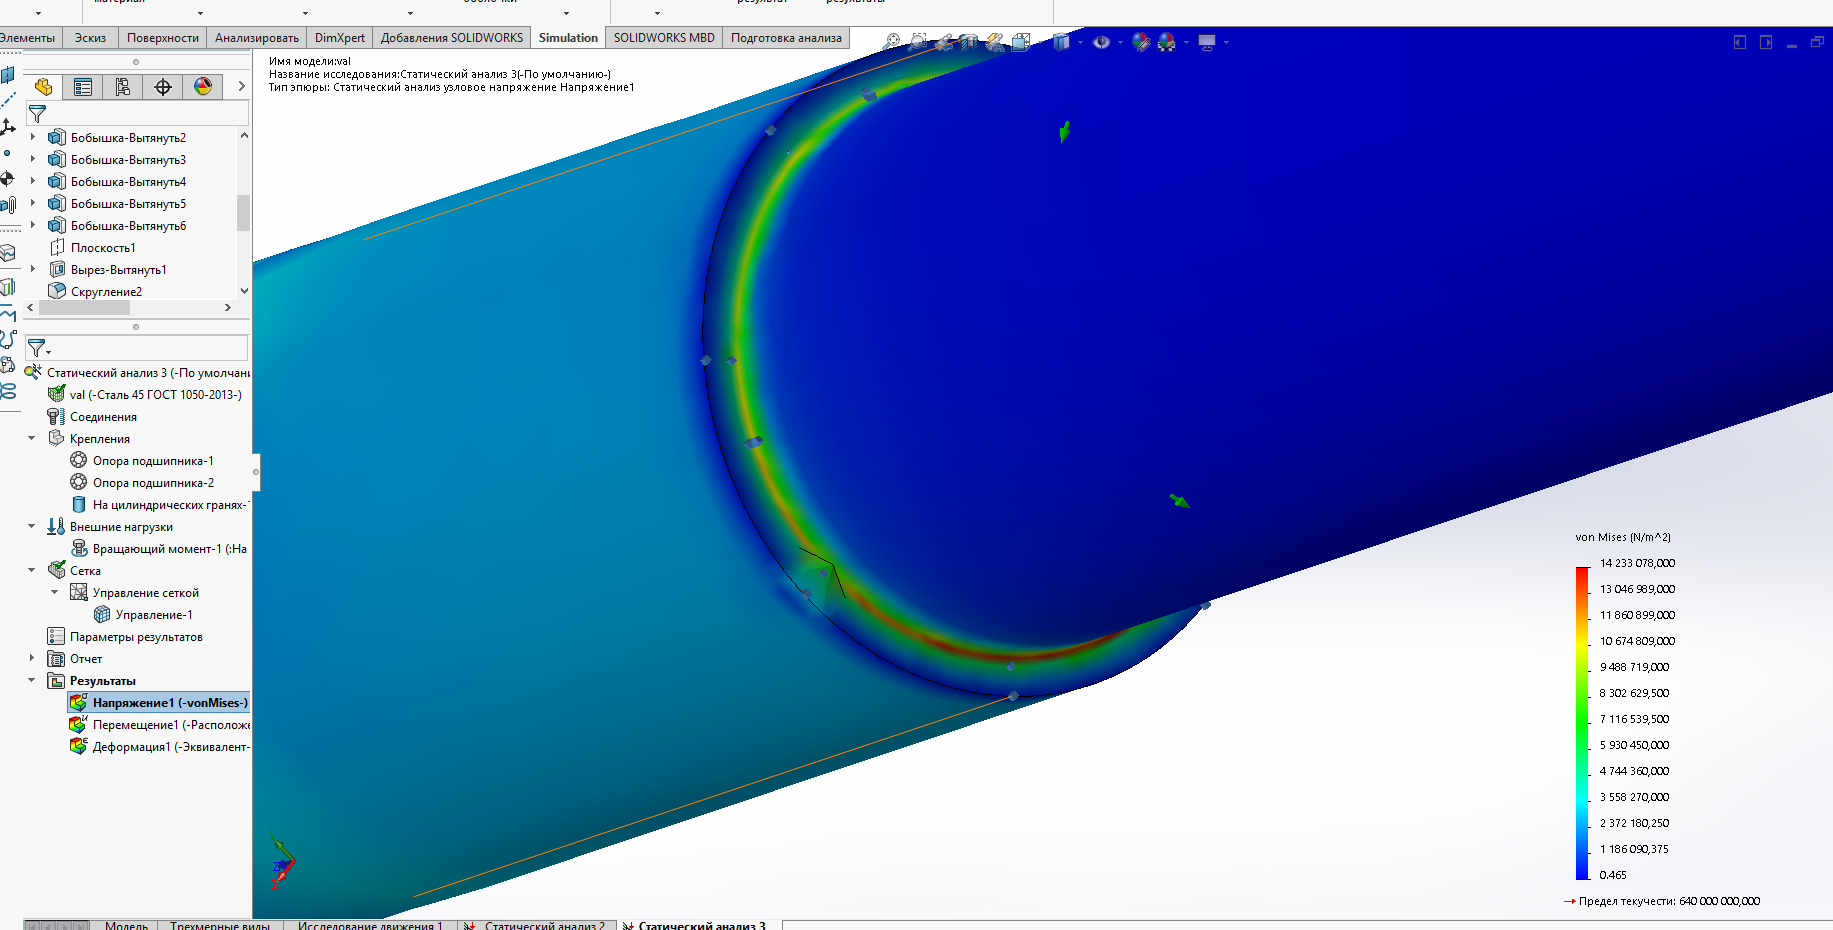 Элементы Эскиз Поверхности Анализировать DimXpert Добавления SOLIDWORKS Simulation SOLIDWORKS MBD Подготовка анализа
Имя модели:val
Название исследования:Статический анализ 3(-По умолчанию-)
Тип эпюры: Статический анализ узловое напряжение Напряжение1
Бобышка-Вытянуть2
Бобышка-Вытянуть3
Бобышка-Вытянуть4
Бобышка-Вытянуть5
Бобышка-Вытянуть6
Плоскость1
Вырез-Вытянуть1
Скругление2
Статический анализ 3 (-По умолчани
val (-Сталь 45 ГОСТ 1050-2013-)
Соединения
Крепления
Опора подшипника-1
Опора подшипника-2
На цилиндрических гранях-1
Внешние нагрузки
Вращающий момент-1 (:На
Сетка
Управление сеткой
Управление-1
Параметры результатов
Отчет
Результаты
Напряжение1 (-vonMises-)
Перемещение1 (-Расположе
Деформация1 (-Эквивалент-
von Mises (N/m^2)
14 233 078,000
13 046 989,000
11 860 899,000
10 674 809,000
9 488 719,000
8 302 629,500
7 116 539,500
5 930 450,000
4 744 360,000
3 558 270,000
2 372 180,250
1 186 090,375
0.465
Предел текучести: 640 000 000,000
Модель Трехмерные виды Исследование движения 1 Статический анализ 2 Статический анализ 3